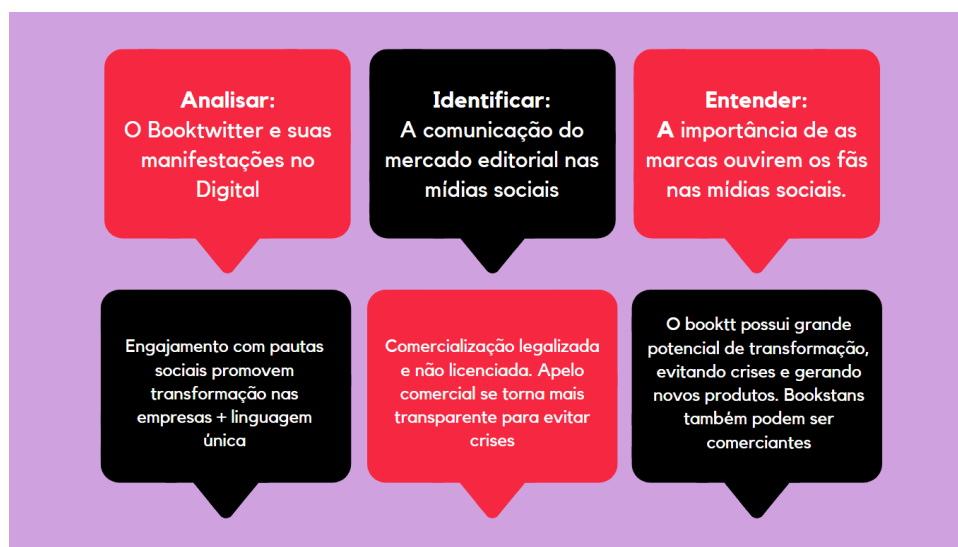 Analisar:
O Booktwitter e suas
manifestações no
Digital
Identificar:
A comunicação do
mercado editorial nas
mídias sociais
Entender:
A importância de as
marcas ouvirem os fãs
nas mídias sociais.
Engajamento com pautas
sociais promovem
transformação nas
empresas + linguagem
única
Comercialização legalizada
e não licenciada. Apelo
comercial se torna mais
transparente para evitar
crises
O booktt possui grande
potencial de transformação,
evitando crises e gerando
novos produtos. Bookstans
também podem ser
comerciantes